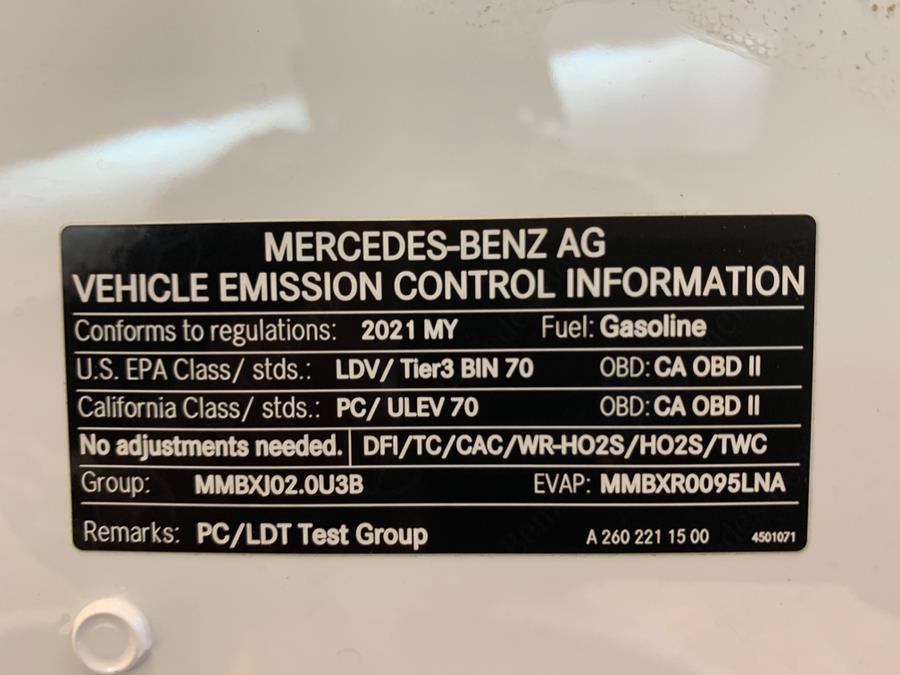 MERCEDES-BENZ AG
VEHICLE EMISSION CONTROL INFORMATION
Conforms to regulations: 2021 MY Fuel: Gasoline
U.S. EPA Class/ stds.: LDV/ Tier3 BIN 70 OBD: CA OBD II
California Class/ stds.: PC/ ULEV 70 OBD: CA OBD II
No adjustments needed. DFI/TC/CAC/WR-HO2S/HO2S/TWC
Group: MMBXJ02.0U3B EVAP: MMBXR0095LNA
Remarks: PC/LDT Test Group A 260 221 15 00 4501071